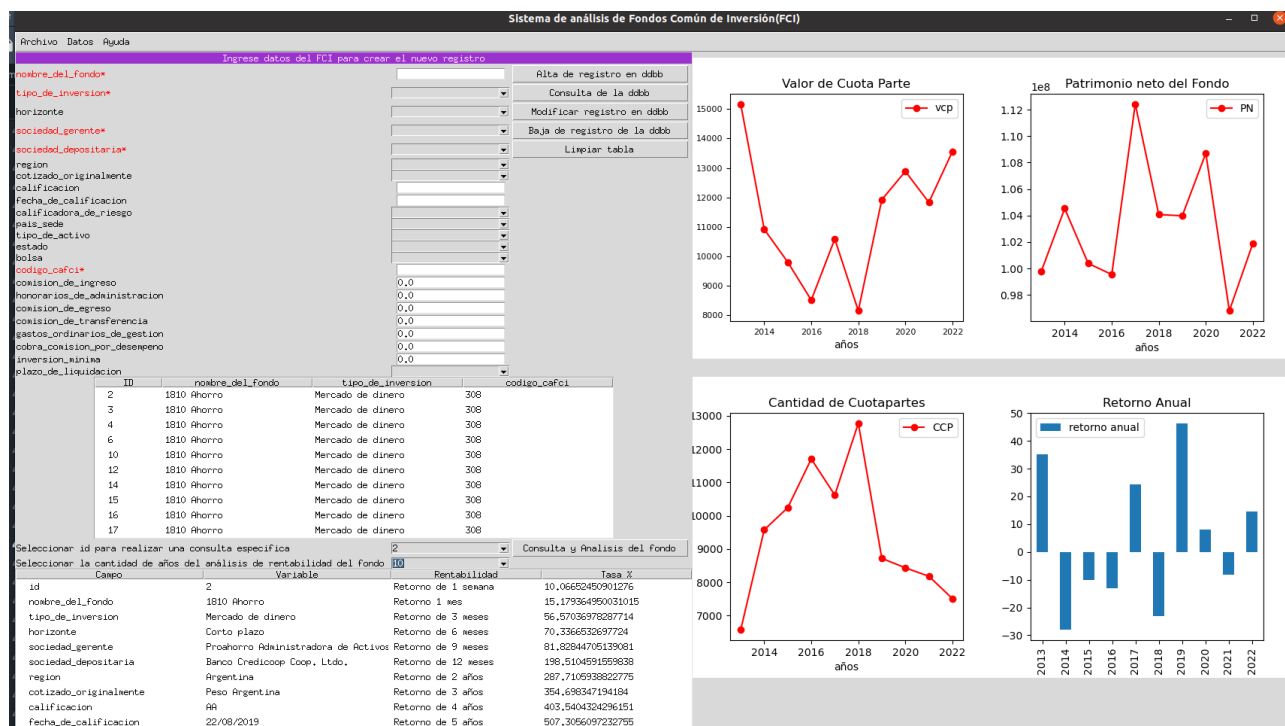 Sistema de análisis de Fondos Común de Inversión(FCI)
Archivo Datos Ayuda
Ingrese datos del FCI para crear el nuevo registro
nombre_del_fondo* Alta de registro en ddbb
tipo_de_inversion* Consulta de la ddbb
horizonte Modificar registro en ddbb
sociedad_gerente* Baja de registro de la ddbb
sociedad_depositaria* Limpiar tabla
region
cotizado_originalmente
calificacion
fecha_de_calificacion
calificadora_de_riesgo
pais_sede
tipo_de_activo
estado
bolsa
codigo_cafci*
comision_de_ingreso 0.0
honorarios_de_administracion 0.0
comision_de_egreso 0.0
comision_de_transferencia 0.0
gastos_ordinarios_de_gestion 0.0
cobra_comision_por_desempeno 0.0
inversion_minima 0.0
plazo_de_liquidacion
ID nombre_del_fondo tipo_de_inversion codigo_cafci
2 1810 Ahorro Mercado de dinero 308
3 1810 Ahorro Mercado de dinero 308
4 1810 Ahorro Mercado de dinero 308
6 1810 Ahorro Mercado de dinero 308
10 1810 Ahorro Mercado de dinero 308
12 1810 Ahorro Mercado de dinero 308
14 1810 Ahorro Mercado de dinero 308
15 1810 Ahorro Mercado de dinero 308
16 1810 Ahorro Mercado de dinero 308
17 1810 Ahorro Mercado de dinero 308
Seleccionar id para realizar una consulta especifica 2 Consulta y Analisis del fondo
Seleccionar la cantidad de años del análisis de rentabilidad del fondo 10
Campo Variable Rentabilidad Tasa %
id 2 Retorno de 1 semana 10.06652450901276
nombre_del_fondo 1810 Ahorro Retorno 1 mes 15.179364950031015
tipo_de_inversion Mercado de dinero Retorno de 3 meses 56.57036978287714
horizonte Corto plazo Retorno de 6 meses 70.3366532697724
sociedad_gerente Proahorro Administradora de Activos Retorno de 9 meses 81.82844705139081
sociedad_depositaria Banco Credicoop Coop. Ltdo. Retorno de 12 meses 198.5104591559838
region Argentina Retorno de 2 años 287.7105938822775
cotizado_originalmente Peso Argentina Retorno de 3 años 354.698347194184
calificacion AA Retorno de 4 años 403.5404324296151
fecha_de_calificacion 22/08/2019 Retorno de 5 años 507.3056097232755
Valor de Cuota Parte
vcp
15000
14000
13000
12000
11000
10000
9000
8000
2014 2016 2018 2020 2022
años
Patrimonio neto del Fondo
1e8
PN
1.12
1.10
1.08
1.06
1.04
1.02
1.00
0.98
2014 2016 2018 2020 2022
años
Cantidad de Cuotapartes
CCP
13000
12000
11000
10000
9000
8000
7000
2014 2016 2018 2020 2022
años
Retorno Anual
retorno anual
50
40
30
20
10
0
−10
−20
−30
2013 2014 2015 2016 2017 2018 2019 2020 2021 2022